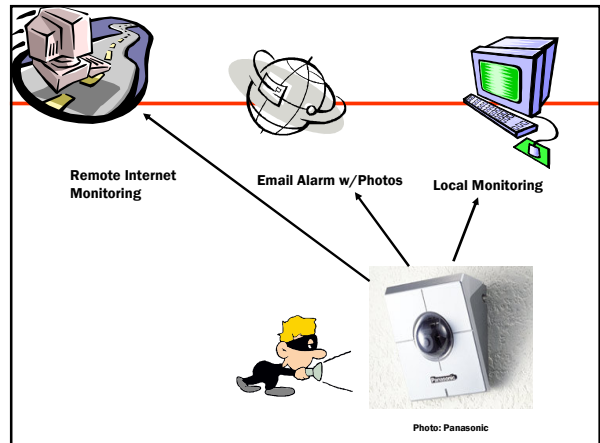 Remote Internet
Monitoring
Email Alarm w/Photos
Local Monitoring
Panasonic
Photo: Panasonic